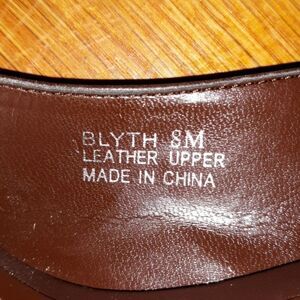 BLYTH 8M
LEATHER UPPER
MADE IN CHINA